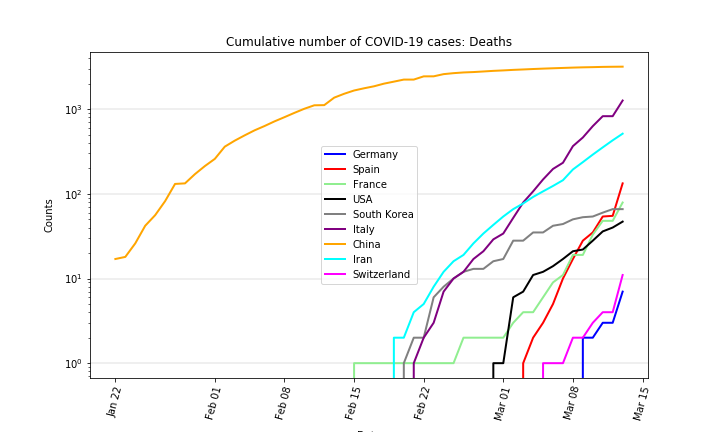 Cumulative number of COVID-19 cases: Deaths
Counts
10³
10²
10¹
10⁰
Germany
Spain
France
USA
South Korea
Italy
China
Iran
Switzerland
Jan 22
Feb 01
Feb 08
Feb 15
Feb 22
Mar 01
Mar 08
Mar 15